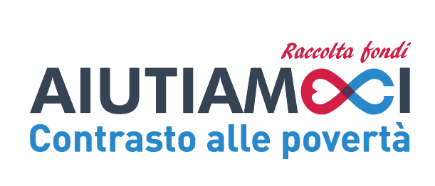 Raccolta fondi
AIUTIAMOCI
Contrasto alle povertà